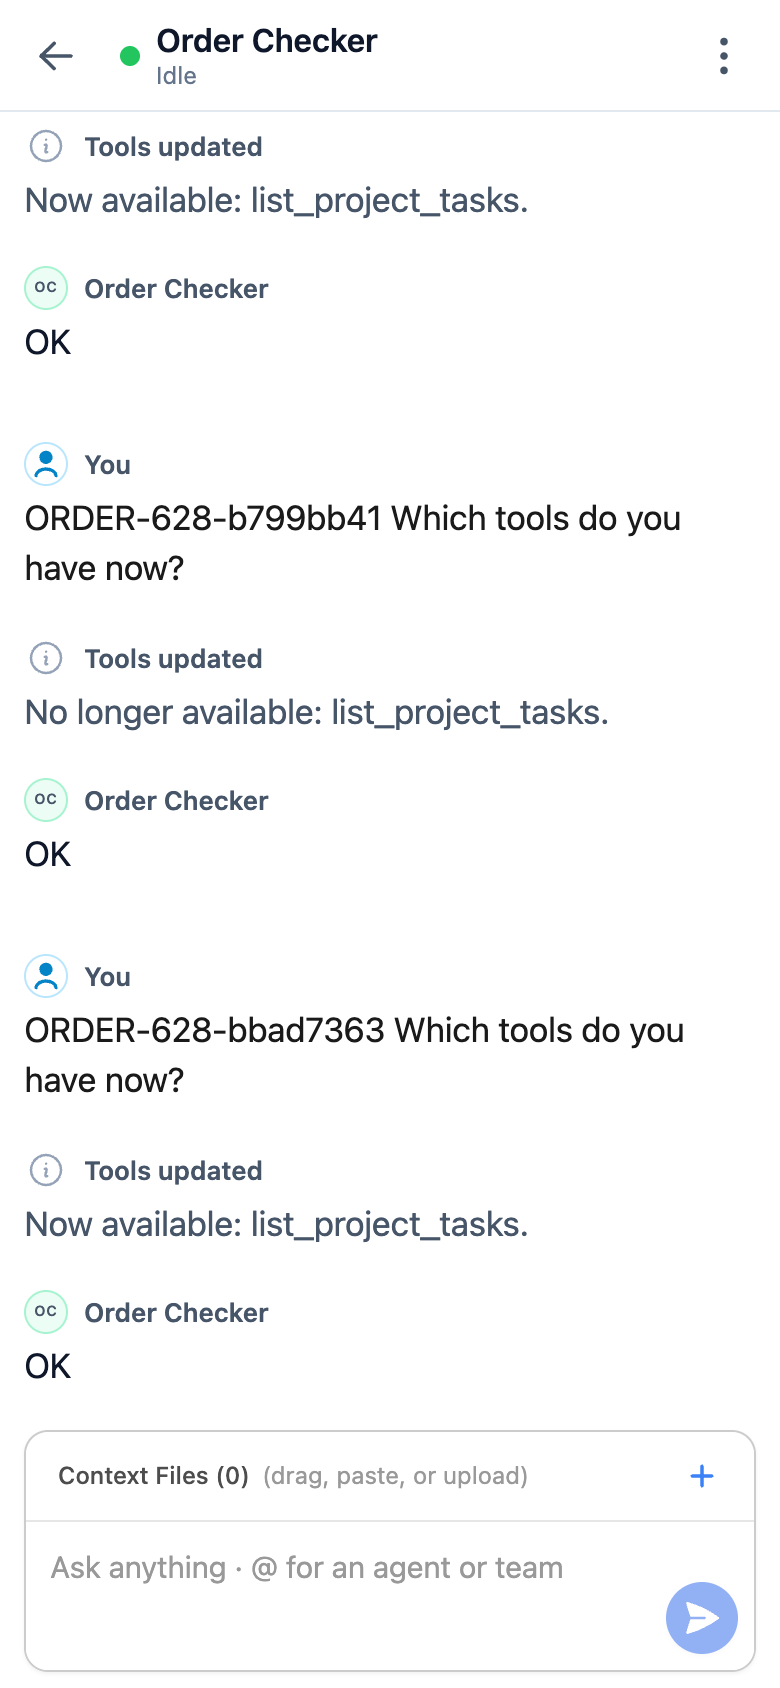 Order Checker
Idle
Tools updated
Now available: list_project_tasks.
OC Order Checker
OK
You
ORDER-628-b799bb41 Which tools do you
have now?
Tools updated
No longer available: list_project_tasks.
OC Order Checker
OK
You
ORDER-628-bbad7363 Which tools do you
have now?
Tools updated
Now available: list_project_tasks.
OC Order Checker
OK
Context Files (0) (drag, paste, or upload)
Ask anything · @ for an agent or team